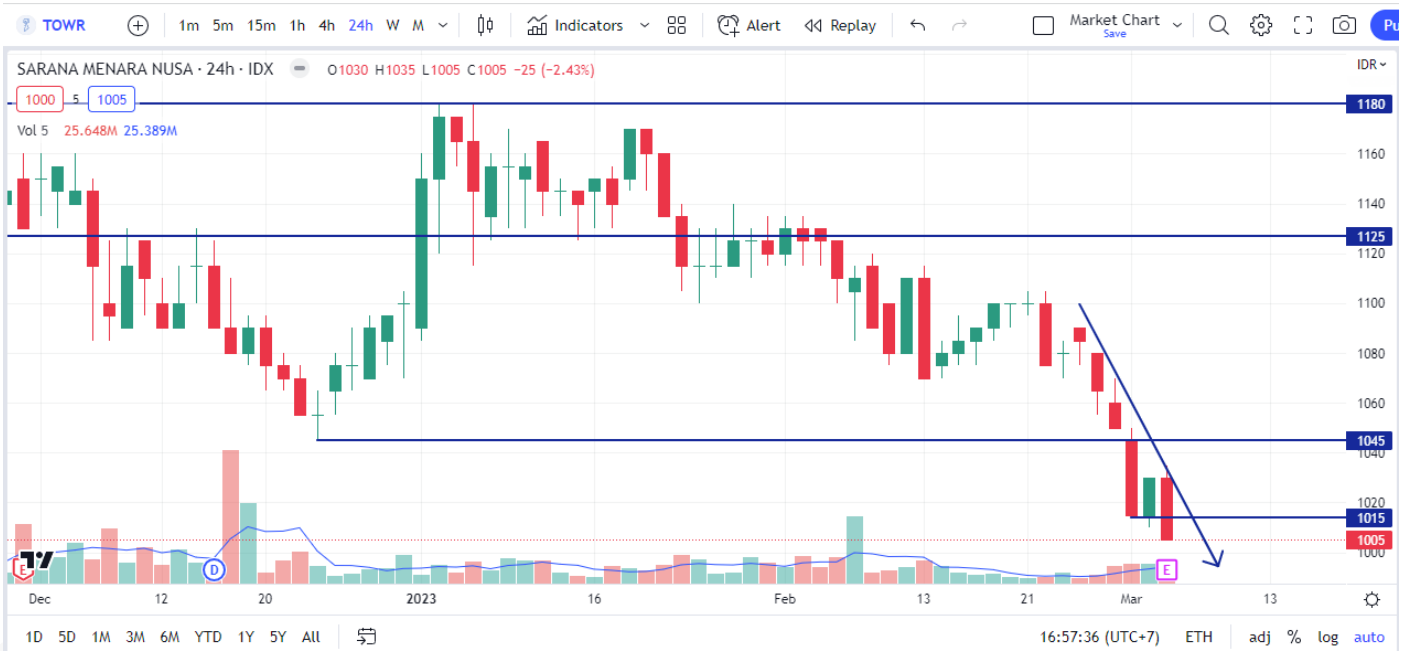 TOWR 1m 5m 15m 1h 4h 24h W M Indicators Alert Replay Market Chart Save Pu
SARANA MENARA NUSA · 24h · IDX O1030 H1035 L1005 C1005 −25 (−2.43%) IDR
1000 5 1005
Vol 5 25.648M 25.389M
1180
1160
1140
1125
1120
1100
1080
1060
1045
1040
1020
1015
1005
1000
E D E
Dec 12 20 2023 16 Feb 13 21 Mar 13
1D 5D 1M 3M 6M YTD 1Y 5Y All 16:57:36 (UTC+7) ETH adj % log auto